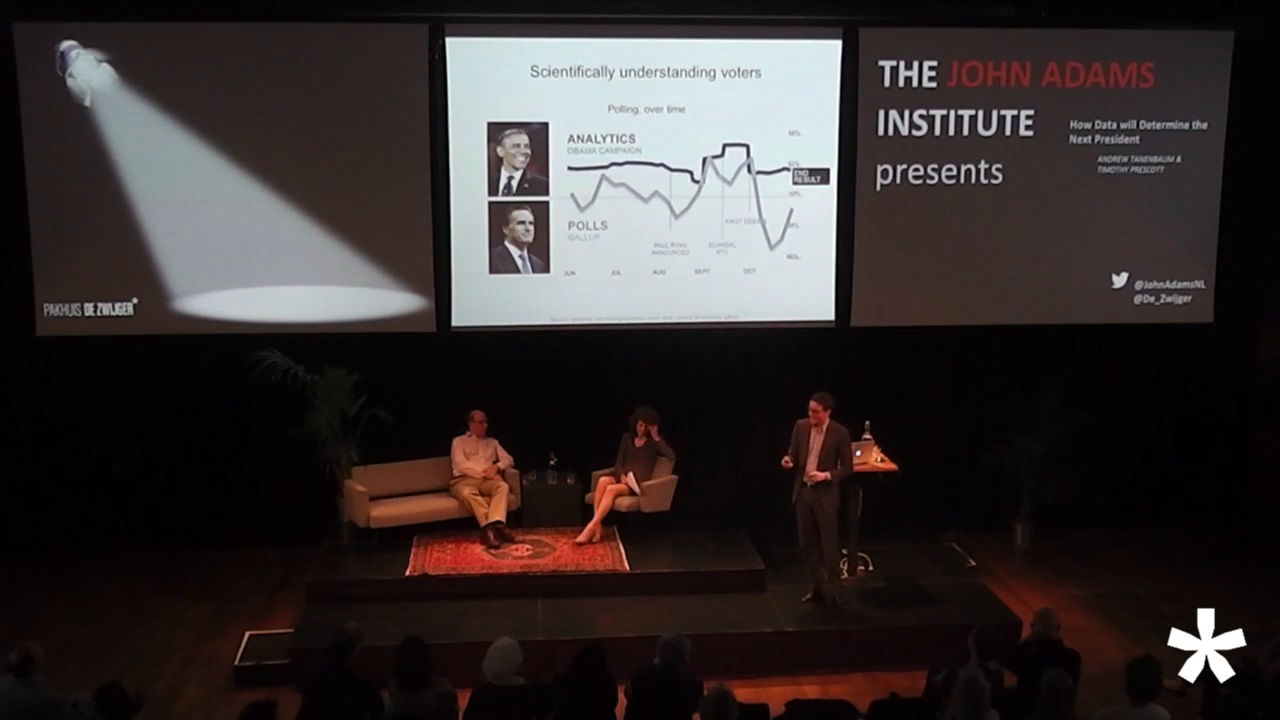 PAKHUIS DE ZWIJGER*
Scientifically understanding voters
Polling, over time
ANALYTICS
OBAMA CAMPAIGN
POLLS
GALLUP
END
RESULT
FIRST DEBATE
PAUL RYAN
ANNOUNCED
SCANDAL
JUN JUL AUG SEPT OCT
THE JOHN ADAMS
INSTITUTE
presents
How Data will Determine the
Next President
ANDREW TANENBAUM &
TIMOTHY PRESCOTT
@JohnAdamsNL
@De_Zwijger